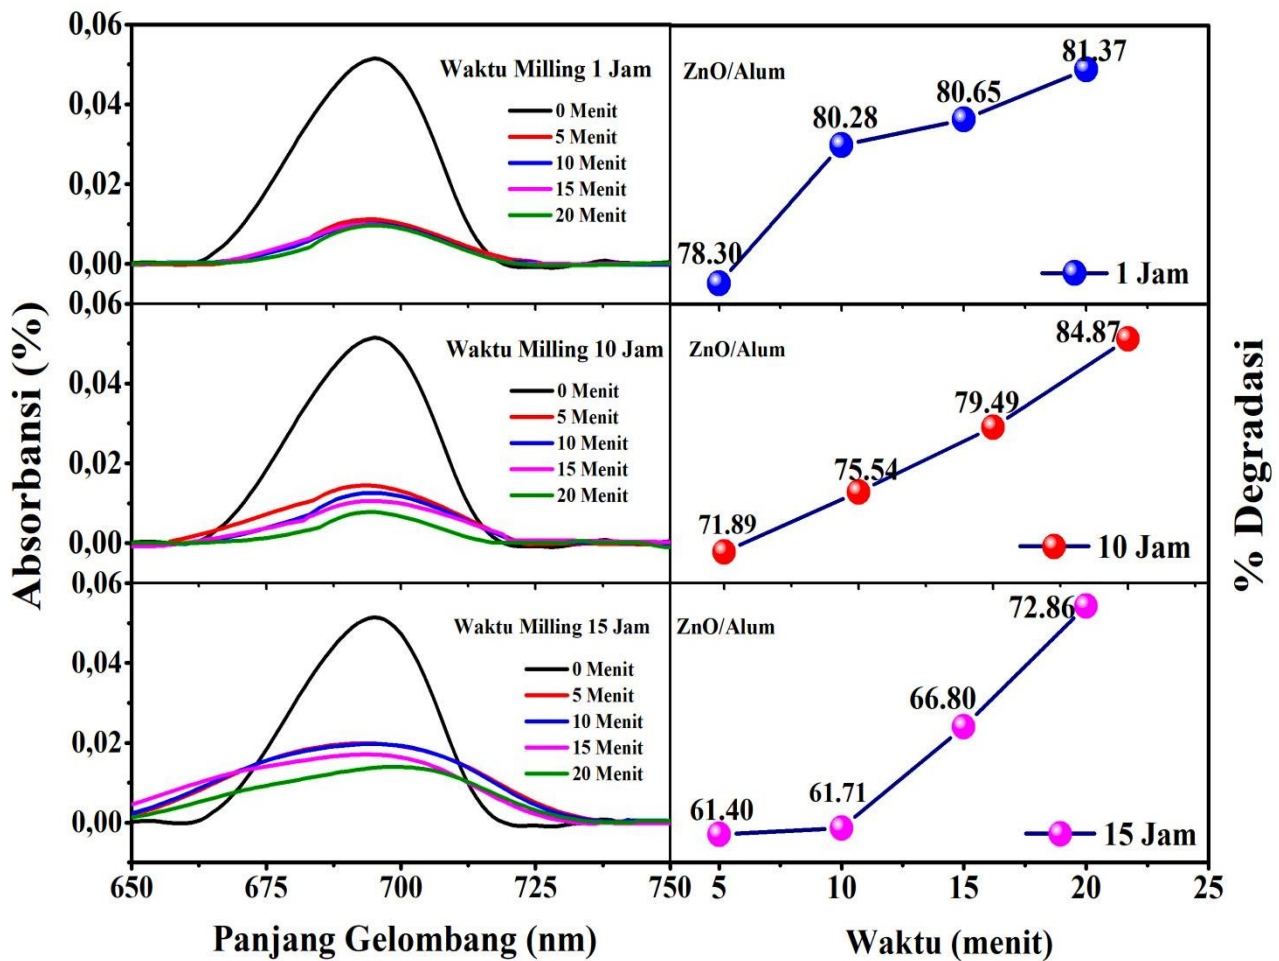 Absorbansi (%)
0,06
0,04
0,02
0,00
Waktu Milling 1 Jam
0 Menit
5 Menit
10 Menit
15 Menit
20 Menit
ZnO/Alum
78.30
80.28
80.65
81.37
1 Jam
0,06
0,04
0,02
0,00
Waktu Milling 10 Jam
0 Menit
5 Menit
10 Menit
15 Menit
20 Menit
ZnO/Alum
71.89
75.54
79.49
84.87
10 Jam
0,06
0,04
0,02
0,00
Waktu Milling 15 Jam
0 Menit
5 Menit
10 Menit
15 Menit
20 Menit
ZnO/Alum
61.40
61.71
66.80
72.86
15 Jam
650 675 700 725 750
5 10 15 20 25
Panjang Gelombang (nm)
Waktu (menit)
% Degradasi